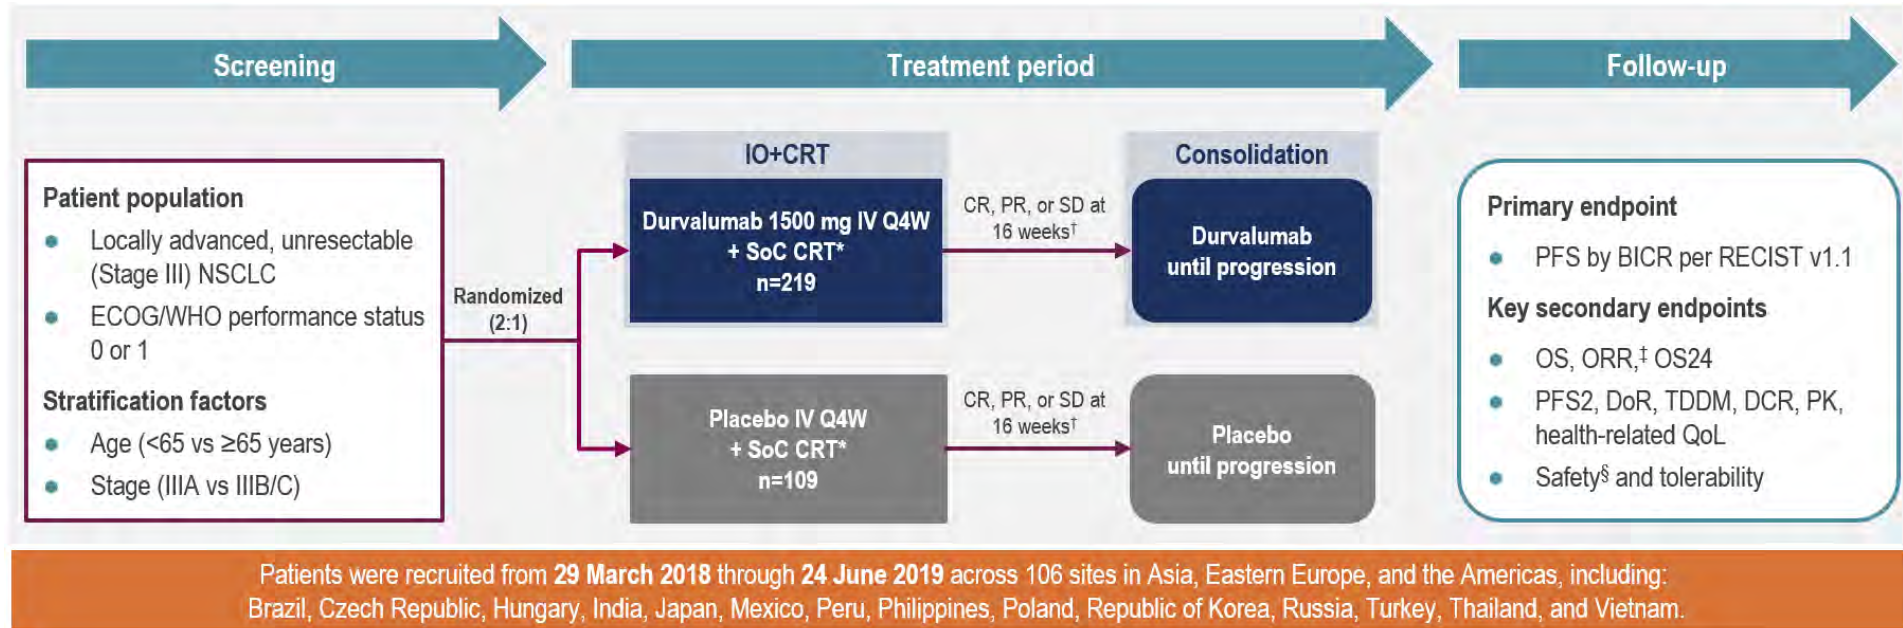 Screening
Treatment period
Follow-up
Patient population
● Locally advanced, unresectable
(Stage III) NSCLC
● ECOG/WHO performance status
0 or 1
Stratification factors
● Age (<65 vs ≥65 years)
● Stage (IIIA vs IIIB/C)
Randomized
(2:1)
IO+CRT
Durvalumab 1500 mg IV Q4W
+ SoC CRT*
n=219
CR, PR, or SD at
16 weeks†
Consolidation
Durvalumab
until progression
Placebo IV Q4W
+ SoC CRT*
n=109
CR, PR, or SD at
16 weeks†
Placebo
until progression
Primary endpoint
● PFS by BICR per RECIST v1.1
Key secondary endpoints
● OS, ORR,‡ OS24
● PFS2, DoR, TDDM, DCR, PK,
health-related QoL
● Safety§ and tolerability
Patients were recruited from 29 March 2018 through 24 June 2019 across 106 sites in Asia, Eastern Europe, and the Americas, including:
Brazil, Czech Republic, Hungary, India, Japan, Mexico, Peru, Philippines, Poland, Republic of Korea, Russia, Turkey, Thailand, and Vietnam.